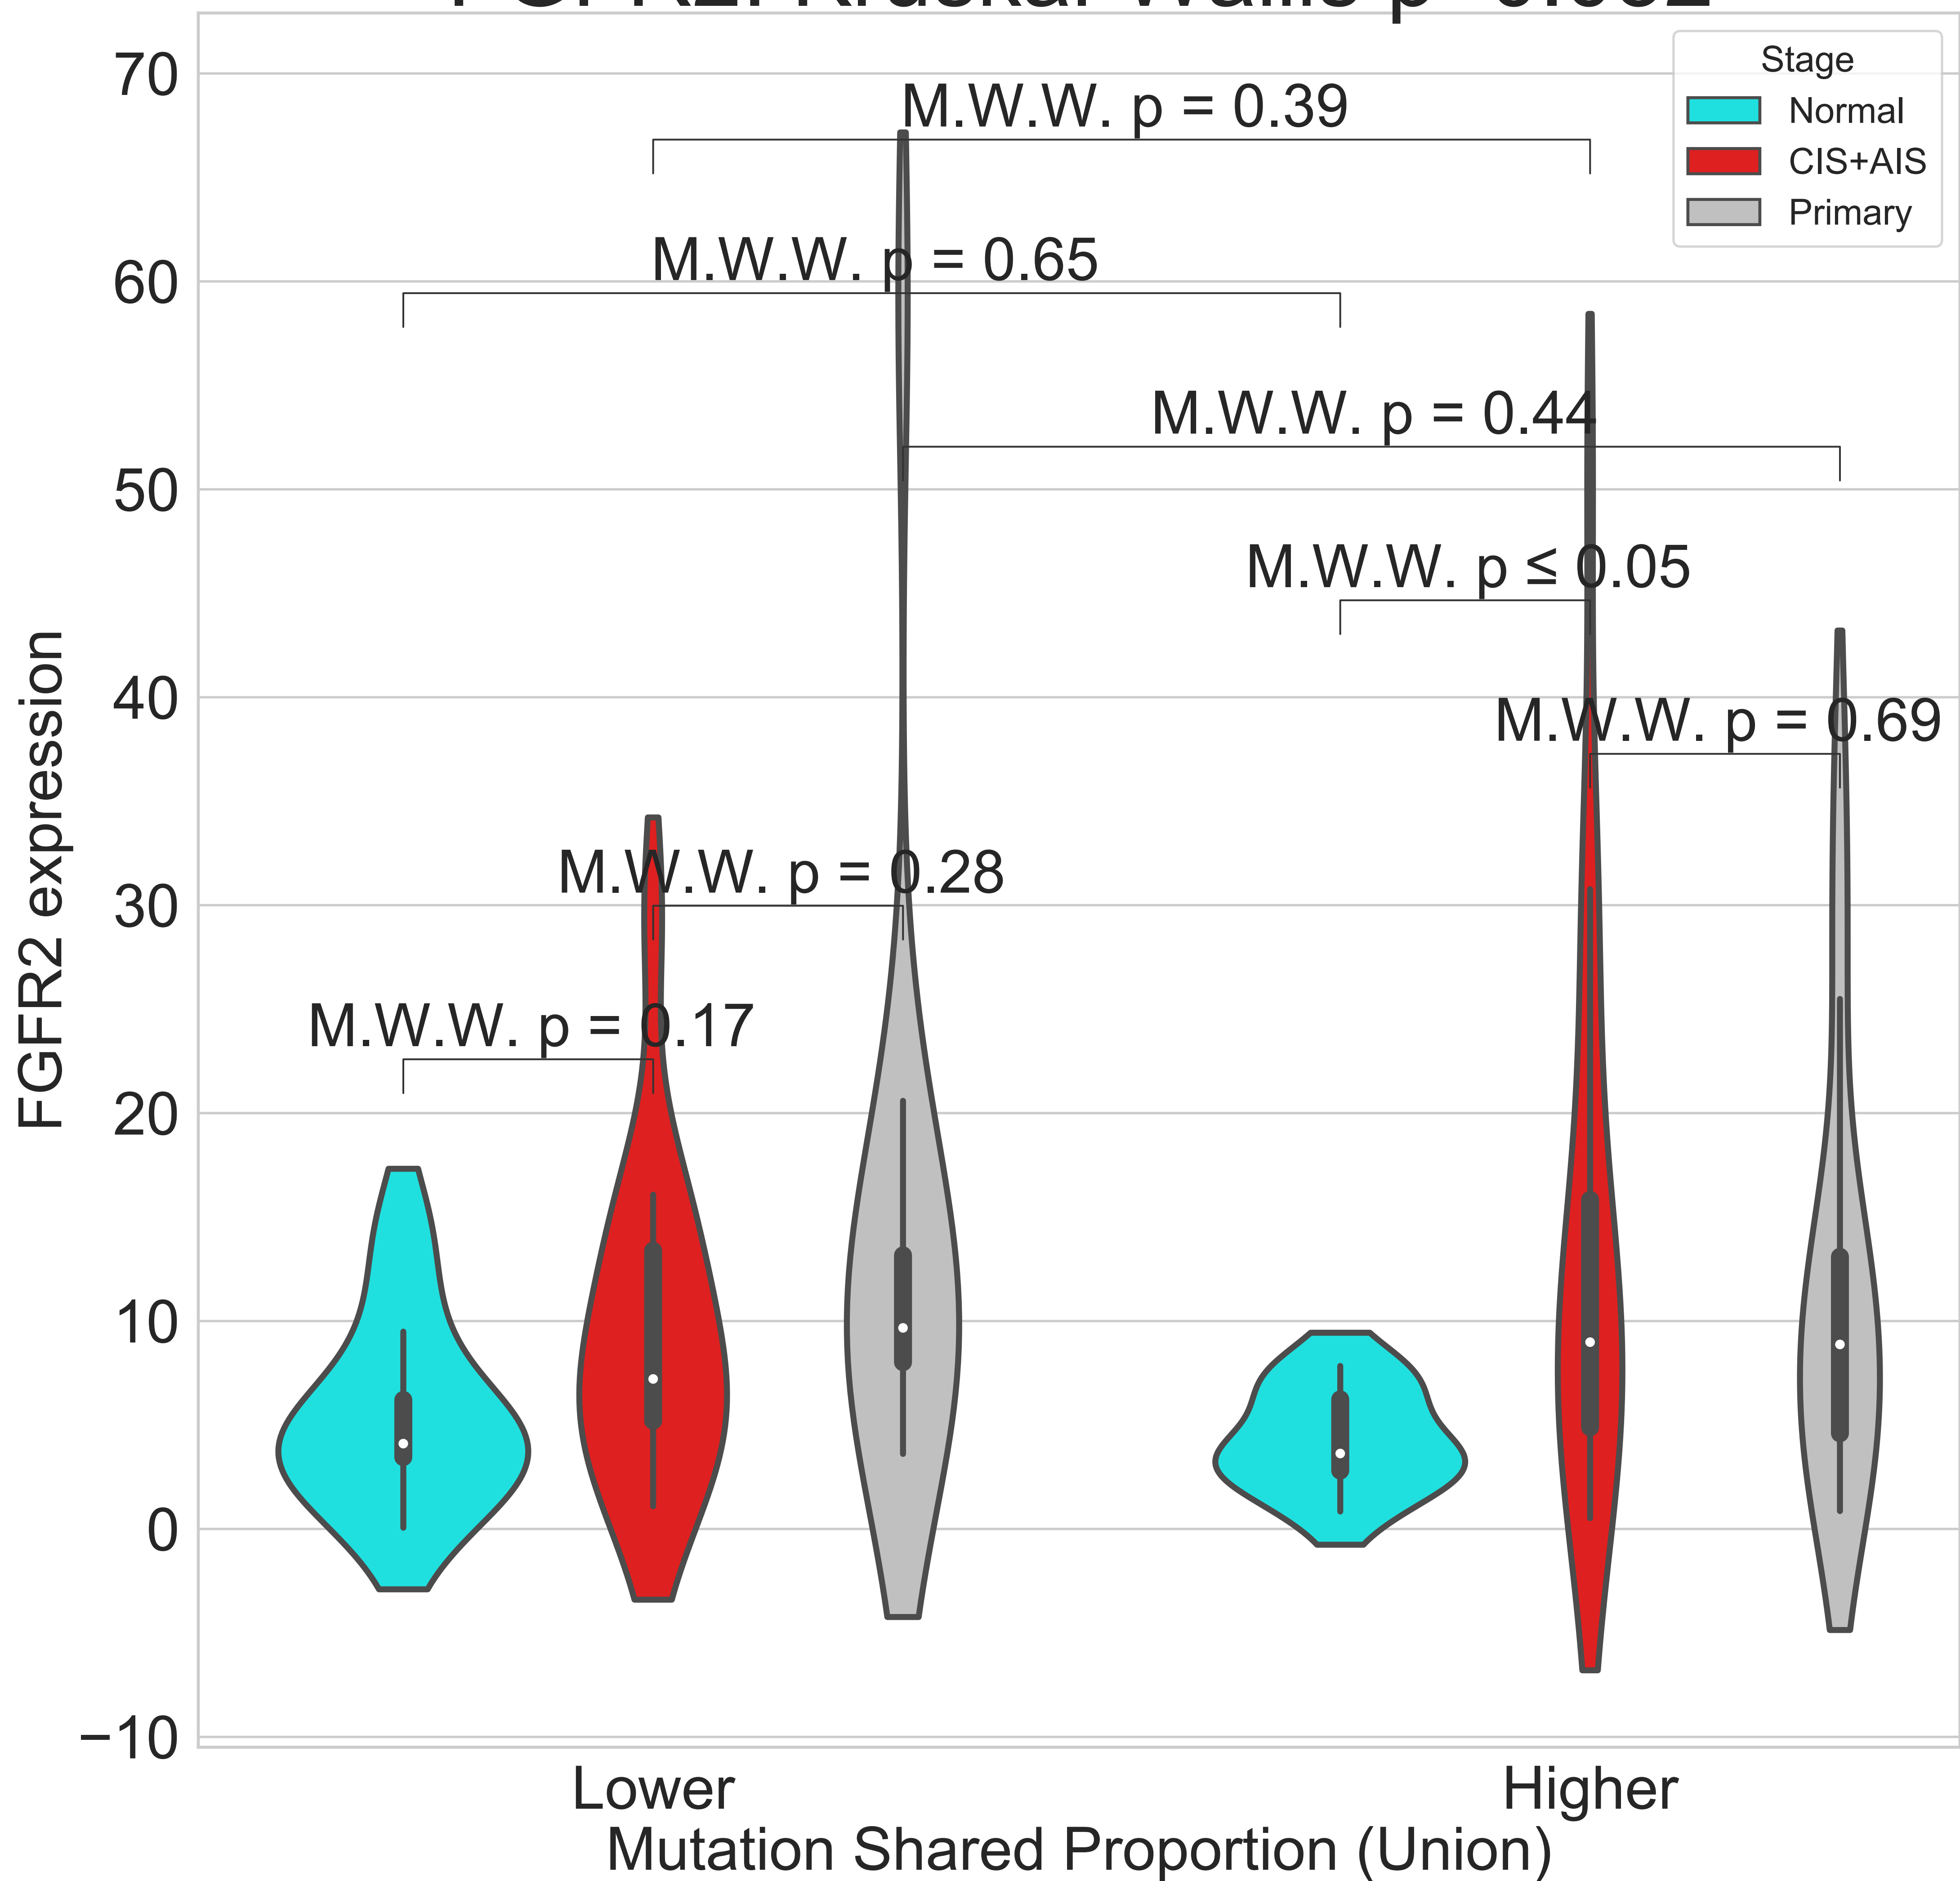 70
60
50
40
30
20
10
0
−10
FGFR2 expression
Stage
Normal
CIS+AIS
Primary
M.W.W. p = 0.39
M.W.W. p = 0.65
M.W.W. p = 0.44
M.W.W. p ≤ 0.05
M.W.W. p = 0.69
M.W.W. p = 0.28
M.W.W. p = 0.17
Lower
Higher
Mutation Shared Proportion (Union)